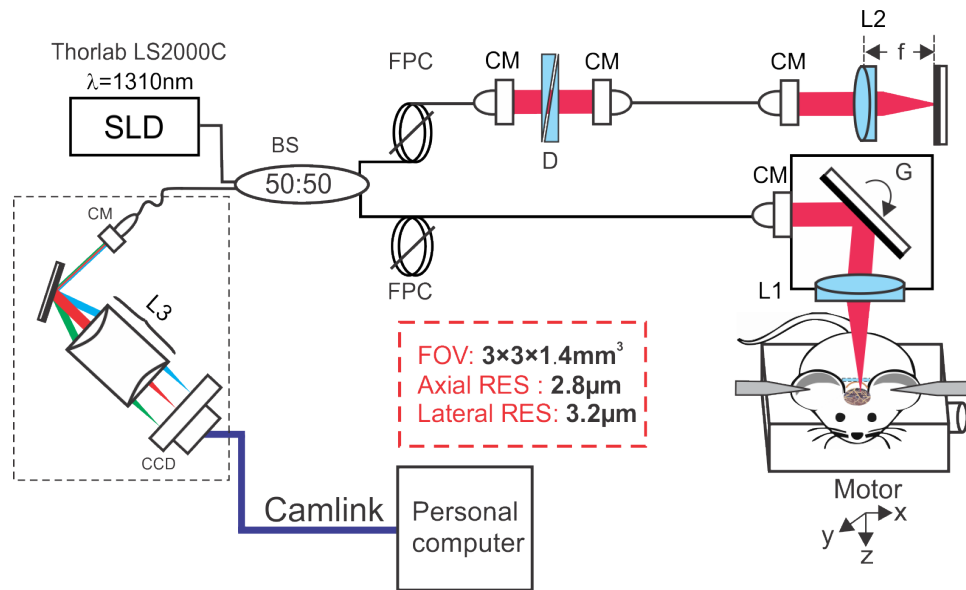 Thorlab LS2000C
λ=1310nm
SLD
BS
50:50
FPC
CM
D
CM
CM
L2
f
CM
G
L1
FPC
CM
L3
CCD
FOV: 3×3×1.4mm³
Axial RES : 2.8μm
Lateral RES: 3.2μm
Camlink
Personal
computer
Motor
x
y
z